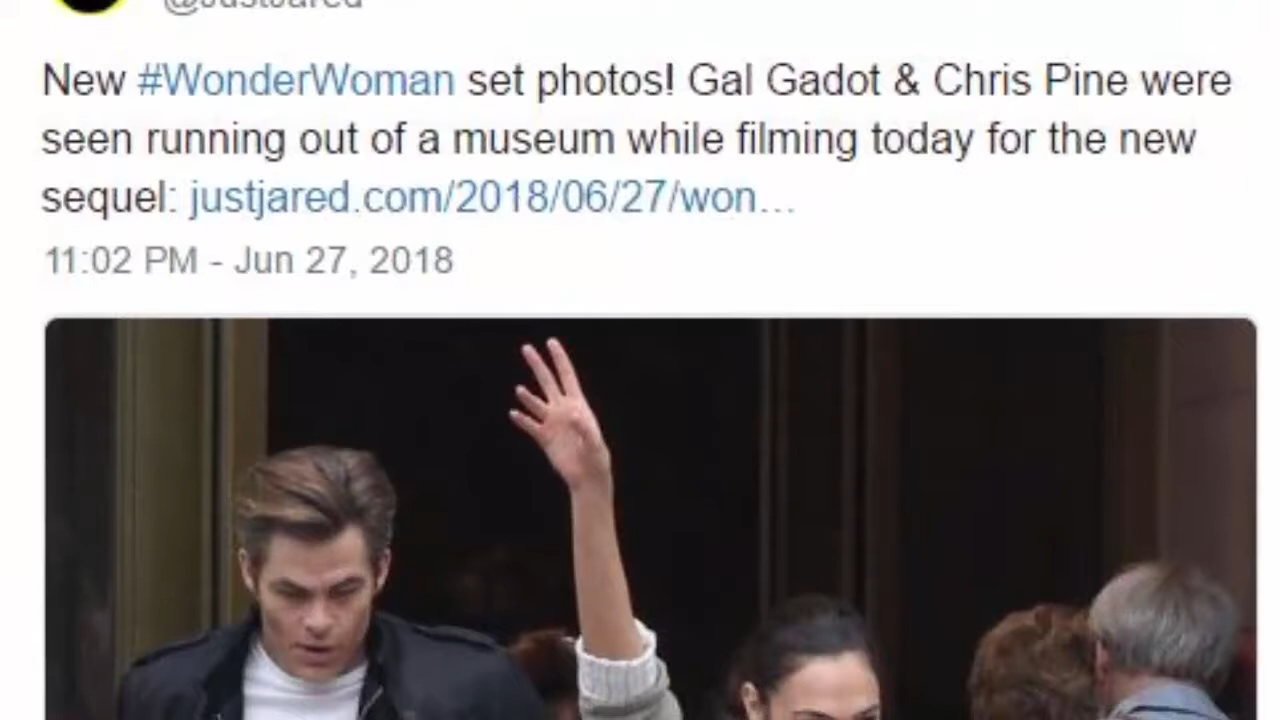 @JustJared
New #WonderWoman set photos! Gal Gadot & Chris Pine were
seen running out of a museum while filming today for the new
sequel: justjared.com/2018/06/27/won...
11:02 PM - Jun 27, 2018